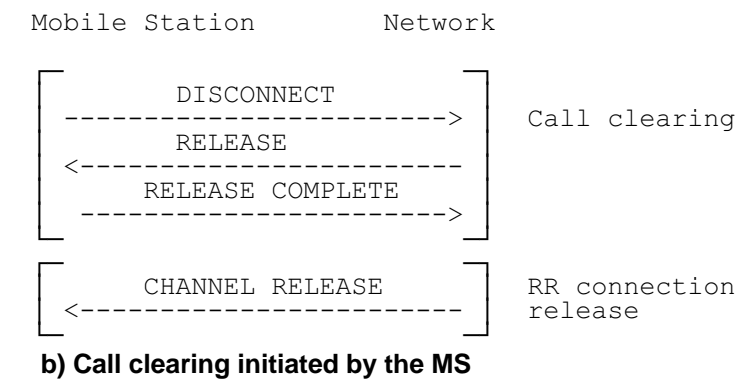 Mobile Station Network
DISCONNECT
-----------------------> Call clearing
RELEASE
<-----------------------
RELEASE COMPLETE
----------------------->
CHANNEL RELEASE RR connection
<----------------------- release
b) Call clearing initiated by the MS